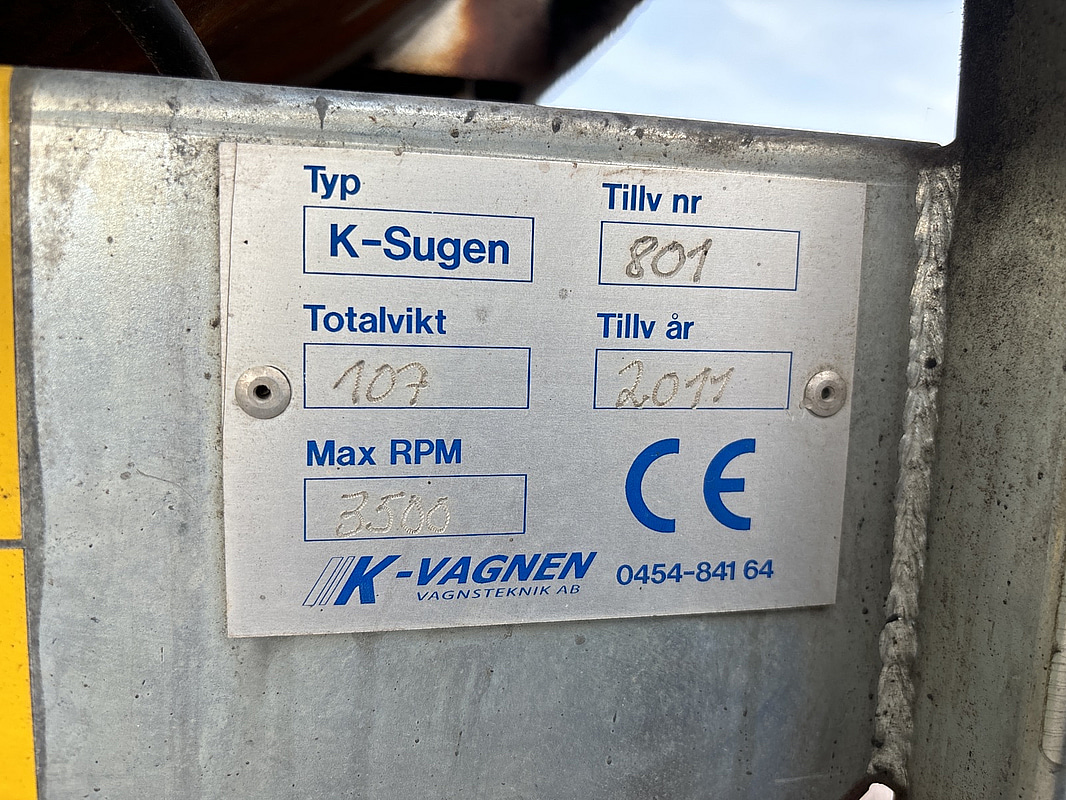 Typ
K-Sugen
Tillv nr
801
Totalvikt
107
Tillv år
2011
Max RPM
3500
CE
K-VAGNEN
VAGNSTEKNIK AB
0454-841 64